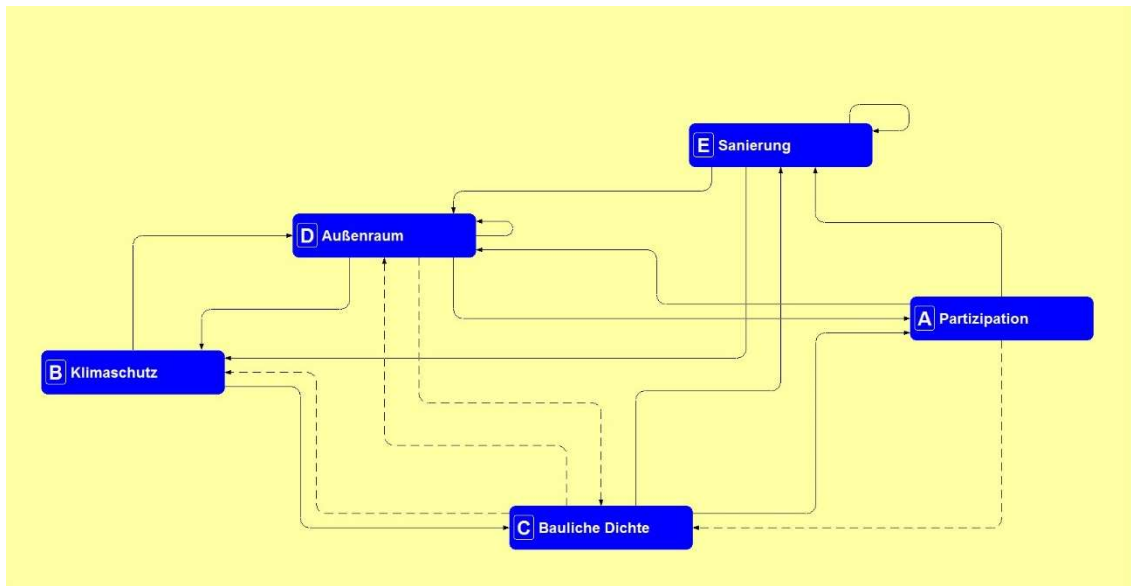 E Sanierung
D Außenraum
A Partizipation
B Klimaschutz
C Bauliche Dichte